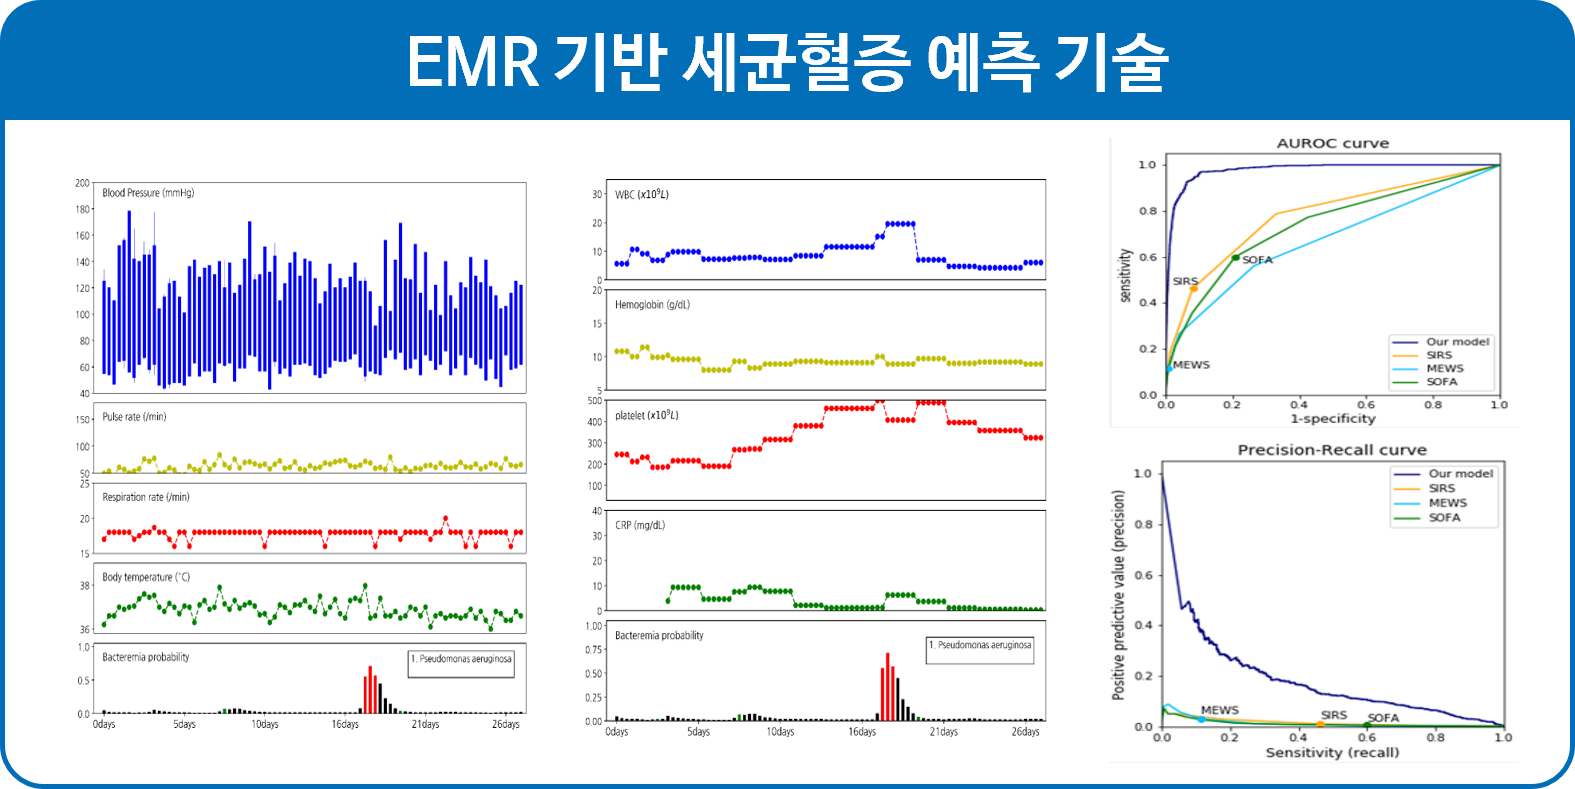 EMR 기반 세균혈증 예측 기술
Blood Pressure (mmHg)
200
180
160
140
120
100
80
60
40
Pulse rate (/min)
150
100
50
Respiration rate (/min)
25
20
15
Body temperature (˚C)
38
36
Bacteremia probability
1. Pseudomonas aeruginosa
1.0
0.5
0.0
0days 5days 10days 16days 21days 26days
WBC (x10⁹L)
30
20
10
0
Hemoglobin (g/dL)
20
15
10
5
platelet (x10⁹L)
500
400
300
200
100
CRP (mg/dL)
40
30
20
10
0
Bacteremia probability
1. Pseudomonas aeruginosa
1.00
0.75
0.50
0.25
0.00
0days 5days 10days 16days 21days 26days
AUROC curve
sensitivity
1.0
0.8
0.6
0.4
0.2
0.0
SOFA
SIRS
MEWS
Our model
SIRS
MEWS
SOFA
0.0 0.2 0.4 0.6 0.8 1.0
1-specificity
Precision-Recall curve
Positive predictive value (precision)
1.0
0.8
0.6
0.4
0.2
0.0
Our model
SIRS
MEWS
SOFA
MEWS
SIRS
SOFA
0.0 0.2 0.4 0.6 0.8 1.0
Sensitivity (recall)